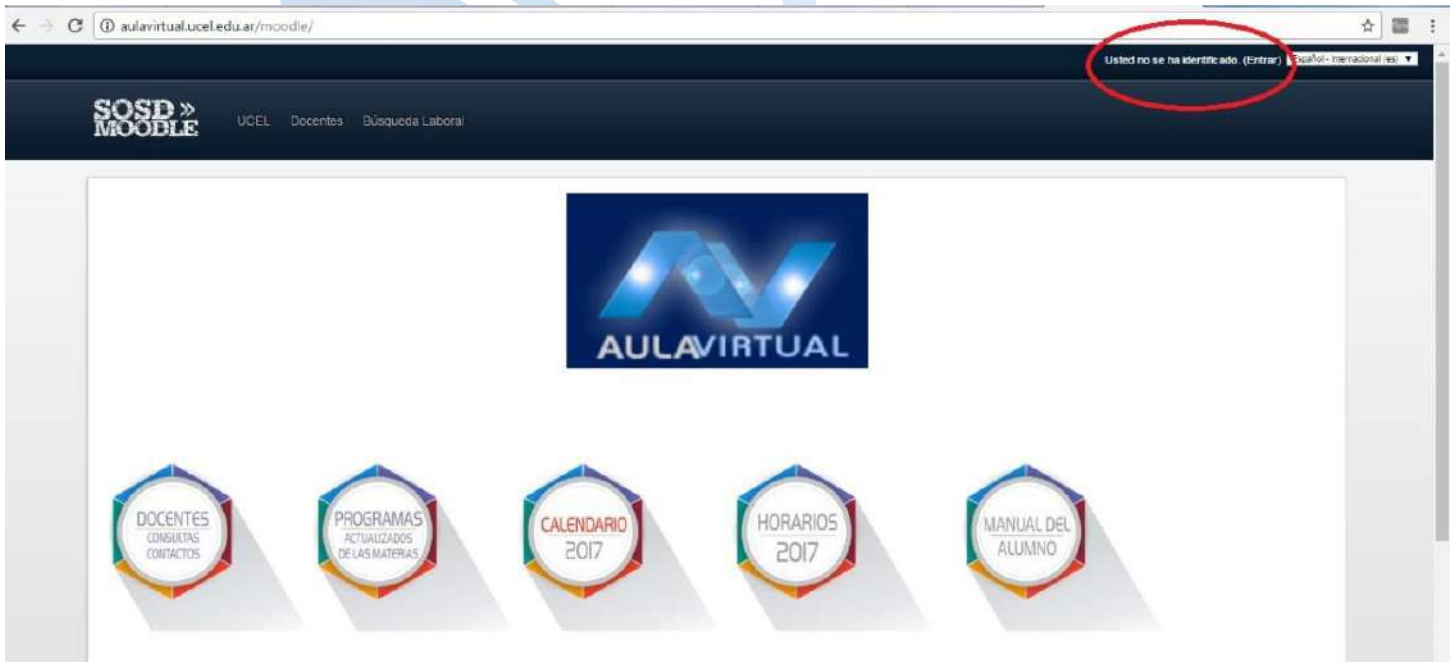 aulavirtual.ucel.edu.ar/moodle/
Usted no se ha identificado. (Entrar) Español - Internacional (es)
SOSD »
MOODLE
UCEL Docentes Búsqueda Laboral
AULAVIRTUAL
DOCENTES
CONSULTAS
CONTACTOS
PROGRAMAS
ACTUALIZADOS
DE LAS MATERIAS
CALENDARIO
2017
HORARIOS
2017
MANUAL DEL
ALUMNO